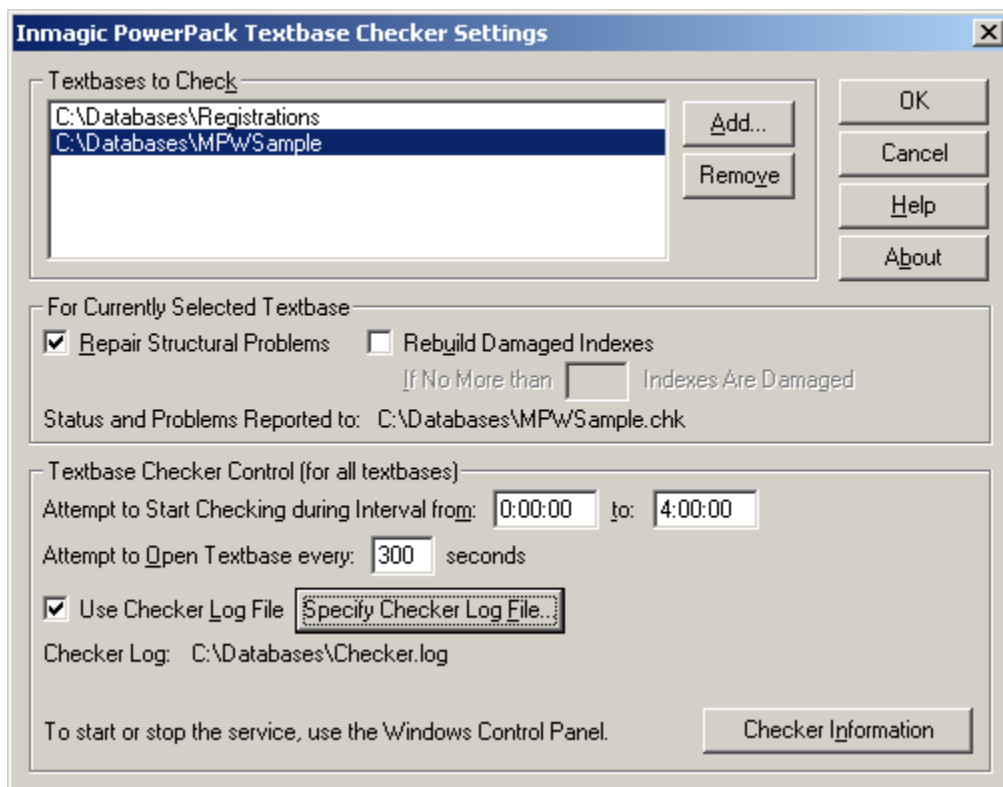 Inmagic PowerPack Textbase Checker Settings
Textbases to Check
C:\Databases\Registrations
C:\Databases\MPWSample
Add...
Remove
OK
Cancel
Help
About
For Currently Selected Textbase
Repair Structural Problems
Rebuild Damaged Indexes
If No More than Indexes Are Damaged
Status and Problems Reported to: C:\Databases\MPWSample.chk
Textbase Checker Control (for all textbases)
Attempt to Start Checking during Interval from: 0:00:00 to: 4:00:00
Attempt to Open Textbase every: 300 seconds
Use Checker Log File Specify Checker Log File...
Checker Log: C:\Databases\Checker.log
To start or stop the service, use the Windows Control Panel.
Checker Information